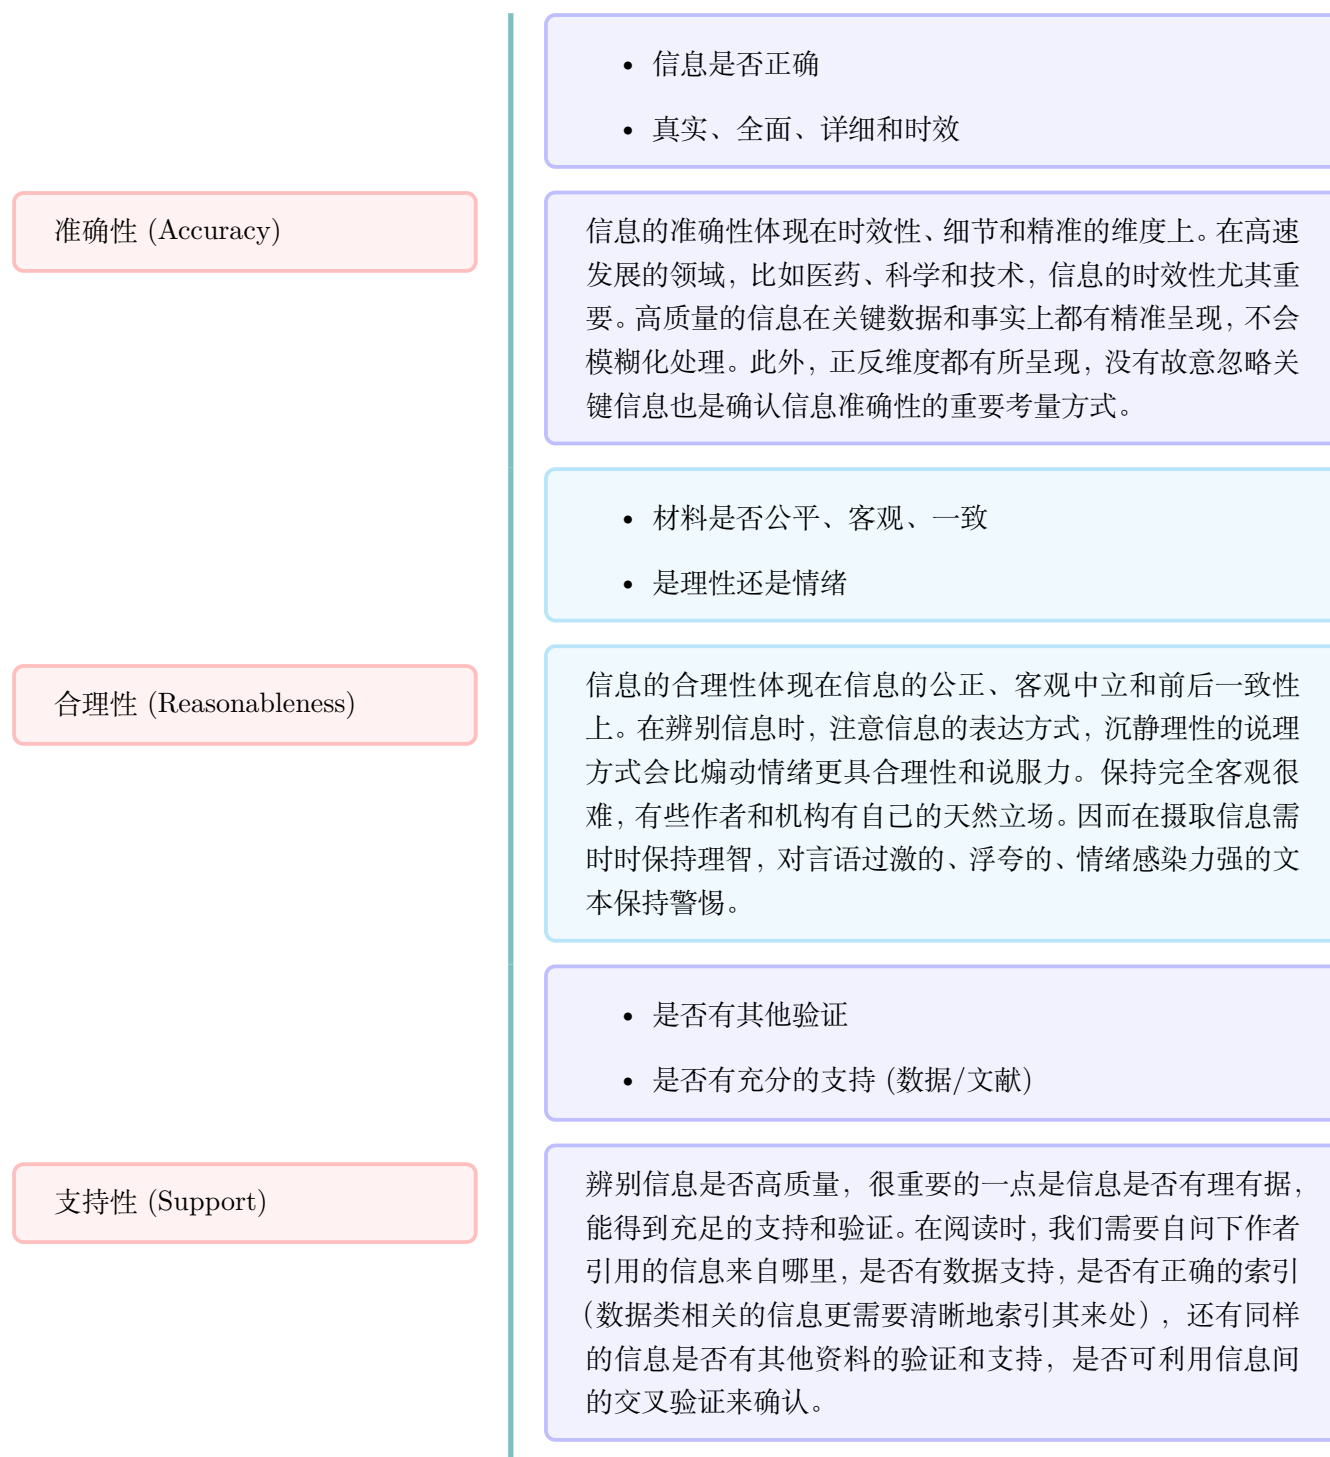 • 信息是否正确
• 真实、全面、详细和时效
准确性 (Accuracy)
信息的准确性体现在时效性、细节和精准的维度上。在高速
发展的领域，比如医药、科学和技术，信息的时效性尤其重
要。高质量的信息在关键数据和事实上都有精准呈现，不会
模糊化处理。此外，正反维度都有所呈现，没有故意忽略关
键信息也是确认信息准确性的重要考量方式。
• 材料是否公平、客观、一致
• 是理性还是情绪
合理性 (Reasonableness)
信息的合理性体现在信息的公正、客观中立和前后一致性
上。在辨别信息时，注意信息的表达方式，沉静理性的说理
方式会比煽动情绪更具合理性和说服力。保持完全客观很
难，有些作者和机构有自己的天然立场。因而在摄取信息需
时时保持理智，对言语过激的、浮夸的、情绪感染力强的文
本保持警惕。
• 是否有其他验证
• 是否有充分的支持 (数据/文献)
支持性 (Support)
辨别信息是否高质量，很重要的一点是信息是否有理有据，
能得到充足的支持和验证。在阅读时，我们需要自问下作者
引用的信息来自哪里，是否有数据支持，是否有正确的索引
（数据类相关的信息更需要清晰地索引其来处），还有同样
的信息是否有其他资料的验证和支持，是否可利用信息间
的交叉验证来确认。